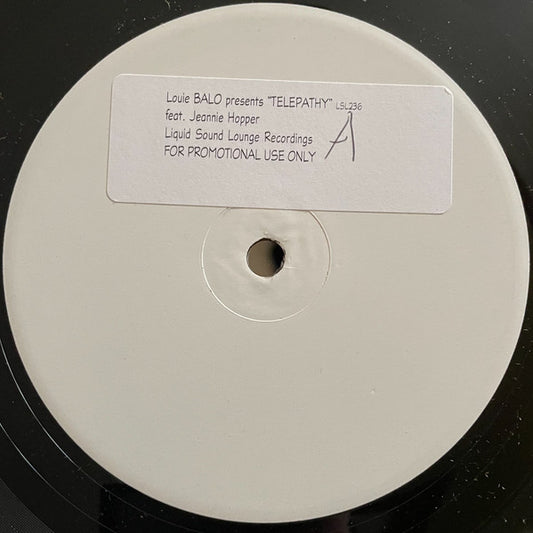 Louie BALO presents "TELEPATHY" LSL236
feat. Jeannie Hopper
Liquid Sound Lounge Recordings
FOR PROMOTIONAL USE ONLY
A